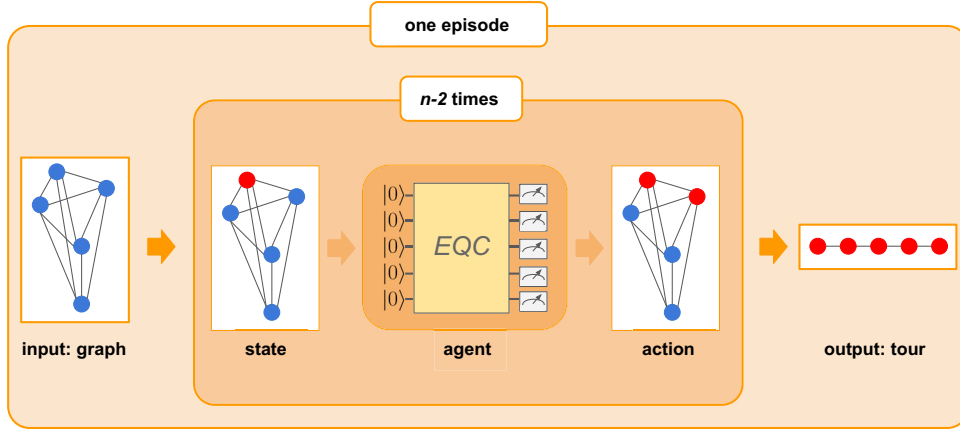 one episode
n-2 times
|0⟩
|0⟩
|0⟩
|0⟩
|0⟩
EQC
input: graph
state
agent
action
output: tour